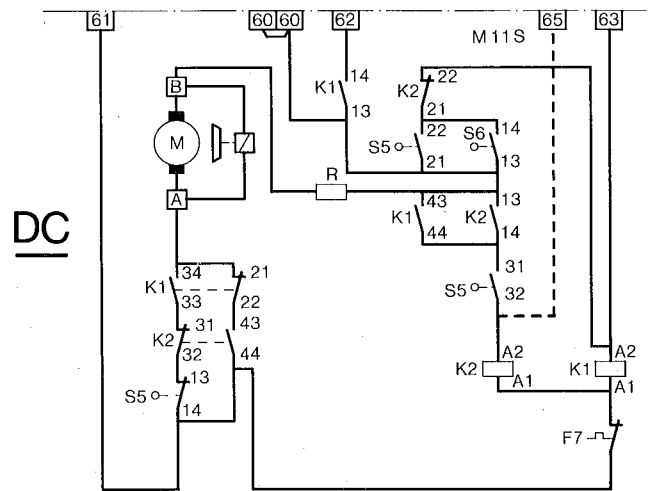 61 60 60 62 65 63
M11S
B
M
A
DC
K1 14 13
K2 22 21
S5 22 21
S6 14 13
R
K1 43 44
K2 13 14
S5 31 32
K2 A2 A1
K1 A2 A1
F7
K1 34 33 21 22
K2 31 32 43 44
S5 13 14